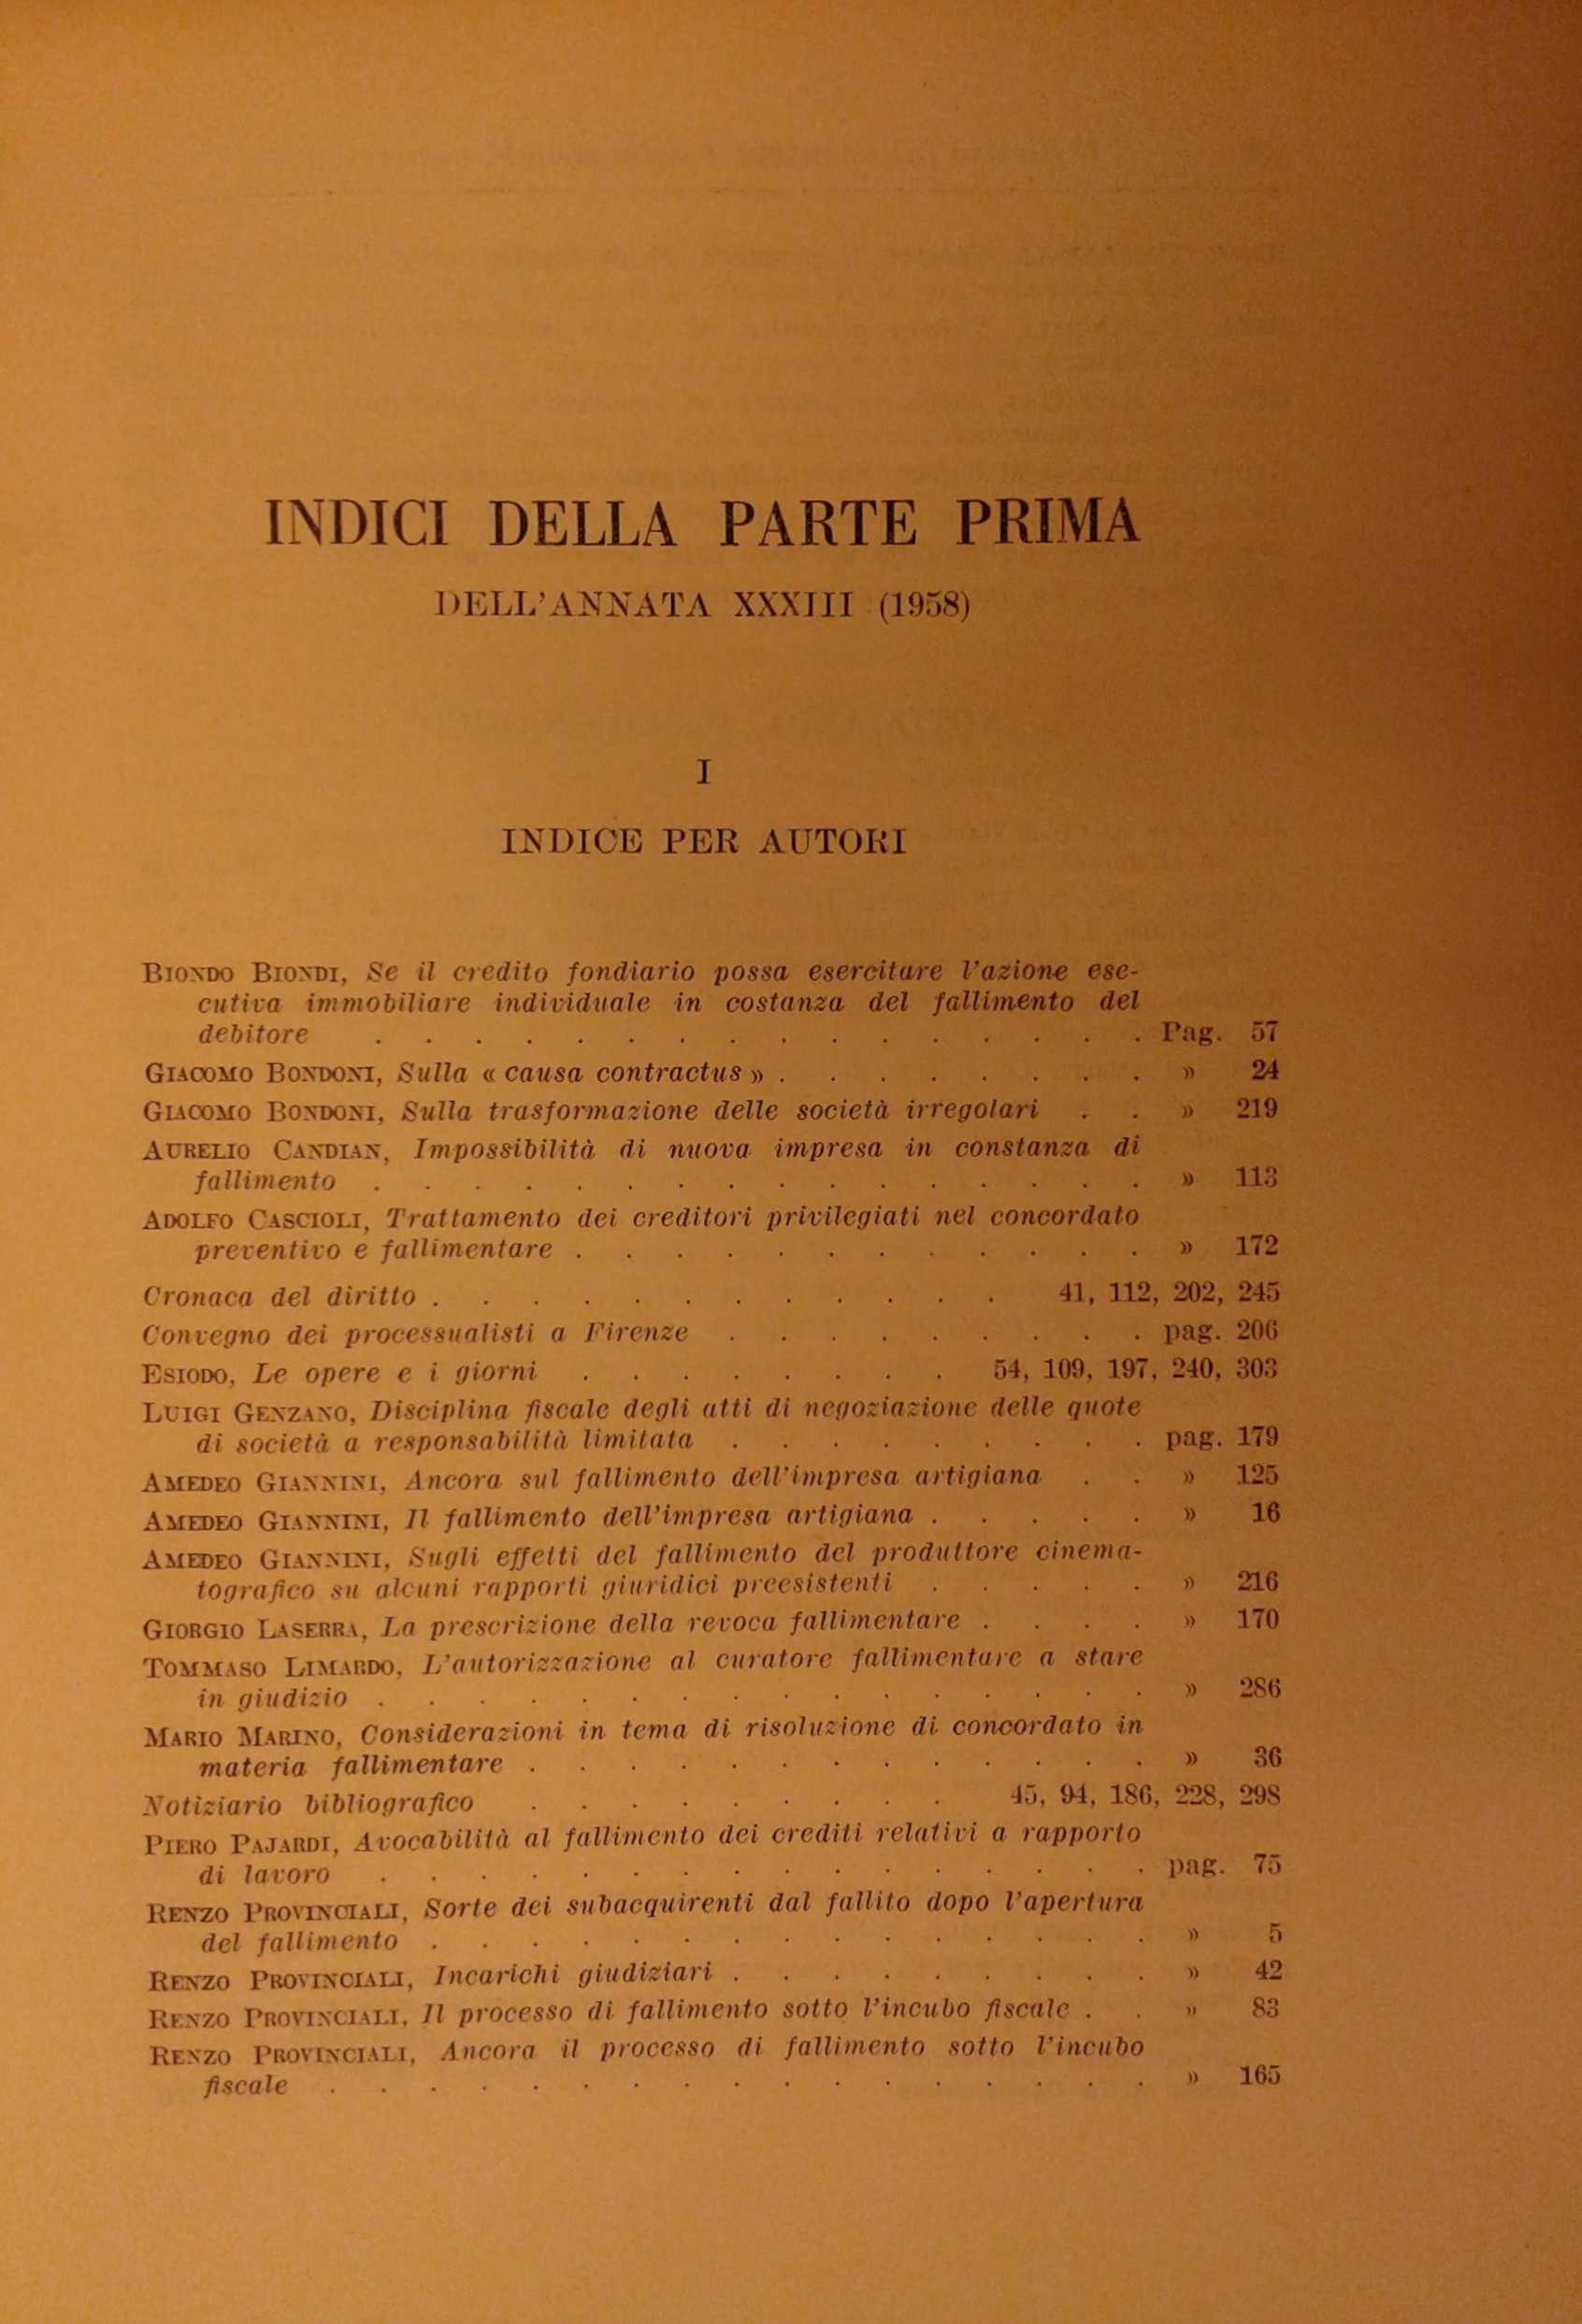 INDICI DELLA PARTE PRIMA
DELL'ANNATA XXXIII (1958)
I
INDICE PER AUTORI
BIONDO BIONDI, Se il credito fondiario possa esercitare l'azione ese-
cutiva immobiliare individuale in costanza del fallimento del
debitore . . . . . . . . . . . . . . . . Pag. 57
GIACOMO BONDONI, Sulla « causa contractus » . . . . . . . . » 24
GIACOMO BONDONI, Sulla trasformazione delle società irregolari . . » 219
AURELIO CANDIAN, Impossibilità di nuova impresa in constanza di
fallimento . . . . . . . . . . . . . . . . » 113
ADOLFO CASCIOLI, Trattamento dei creditori privilegiati nel concordato
preventivo e fallimentare . . . . . . . . . . . . » 172
Cronaca del diritto . . . . . . . . . . . . 41, 112, 202, 245
Convegno dei processualisti a Firenze . . . . . . . . . pag. 206
ESIODO, Le opere e i giorni . . . . . . . . 54, 109, 197, 240, 303
LUIGI GENZANO, Disciplina fiscale degli atti di negoziazione delle quote
di società a responsabilità limitata . . . . . . . . . pag. 179
AMEDEO GIANNINI, Ancora sul fallimento dell'impresa artigiana . . » 125
AMEDEO GIANNINI, Il fallimento dell'impresa artigiana . . . . . » 16
AMEDEO GIANNINI, Sugli effetti del fallimento del produttore cinema-
tografico su alcuni rapporti giuridici preesistenti . . . . . » 216
GIORGIO LASERRA, La prescrizione della revoca fallimentare . . . . » 170
TOMMASO LIMARDO, L'autorizzazione al curatore fallimentare a stare
in giudizio . . . . . . . . . . . . . . . . » 286
MARIO MARINO, Considerazioni in tema di risoluzione di concordato in
materia fallimentare . . . . . . . . . . . . . » 36
Notiziario bibliografico . . . . . . . . . 45, 94, 186, 228, 298
PIERO PAJARDI, Avocabilità al fallimento dei crediti relativi a rapporto
di lavoro . . . . . . . . . . . . . . . . pag. 75
RENZO PROVINCIALI, Sorte dei subacquirenti dal fallito dopo l'apertura
del fallimento . . . . . . . . . . . . . . . » 5
RENZO PROVINCIALI, Incarichi giudiziari . . . . . . . . . » 42
RENZO PROVINCIALI, Il processo di fallimento sotto l'incubo fiscale . . » 83
RENZO PROVINCIALI, Ancora il processo di fallimento sotto l'incubo
fiscale . . . . . . . . . . . . . . . . . » 165